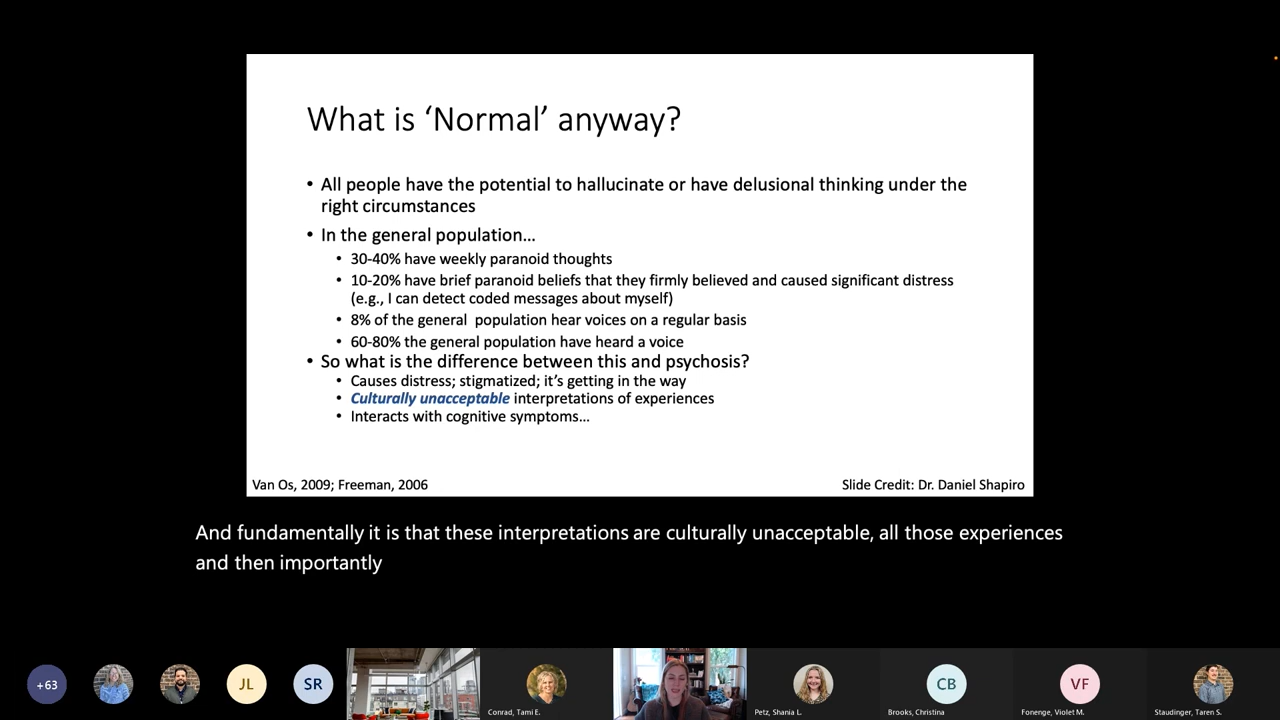 What is ‘Normal’ anyway?
• All people have the potential to hallucinate or have delusional thinking under the
right circumstances
• In the general population…
• 30-40% have weekly paranoid thoughts
• 10-20% have brief paranoid beliefs that they firmly believed and caused significant distress
(e.g., I can detect coded messages about myself)
• 8% of the general population hear voices on a regular basis
• 60-80% the general population have heard a voice
• So what is the difference between this and psychosis?
• Causes distress; stigmatized; it’s getting in the way
• Culturally unacceptable interpretations of experiences
• Interacts with cognitive symptoms…
Van Os, 2009; Freeman, 2006
Slide Credit: Dr. Daniel Shapiro
And fundamentally it is that these interpretations are culturally unacceptable, all those experiences
and then importantly
+63
JL
SR
CB
VF
Conrad, Tami E.
Petz, Shania L.
Brooks, Christina
Fonenge, Violet M.
Staudinger, Taren S.